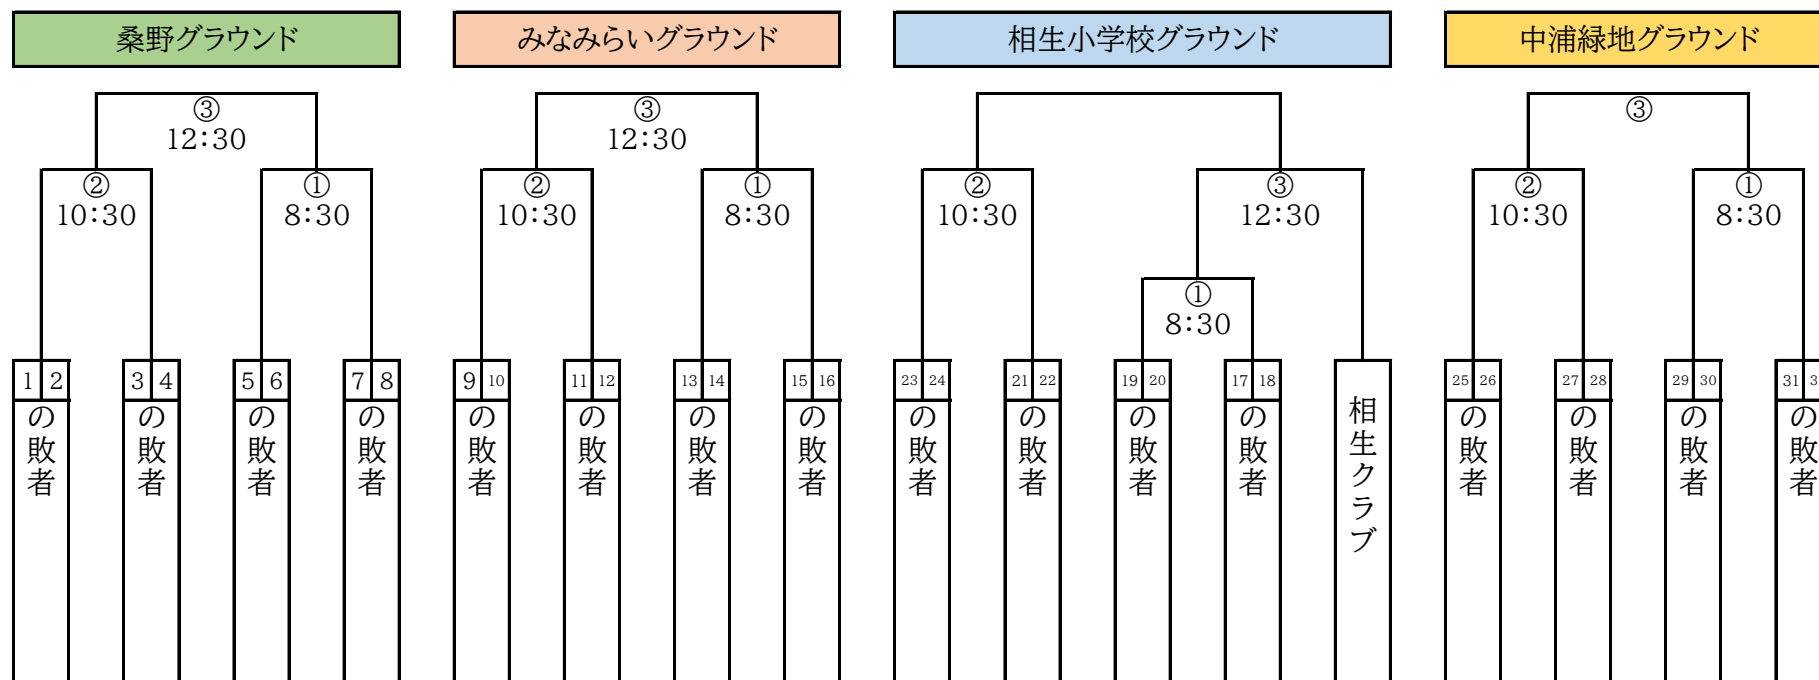 桑野グラウンド
みなみらいグラウンド
相生小学校グラウンド
中浦緑地グラウンド
③
12:30
③
12:30
③
②
10:30
①
8:30
②
10:30
①
8:30
②
10:30
③
12:30
②
10:30
①
8:30
①
8:30
1 2
の敗者
3 4
の敗者
5 6
の敗者
7 8
の敗者
9 10
の敗者
11 12
の敗者
13 14
の敗者
15 16
の敗者
23 24
の敗者
21 22
の敗者
19 20
の敗者
17 18
の敗者
相生クラブ
25 26
の敗者
27 28
の敗者
29 30
の敗者
31
の敗者